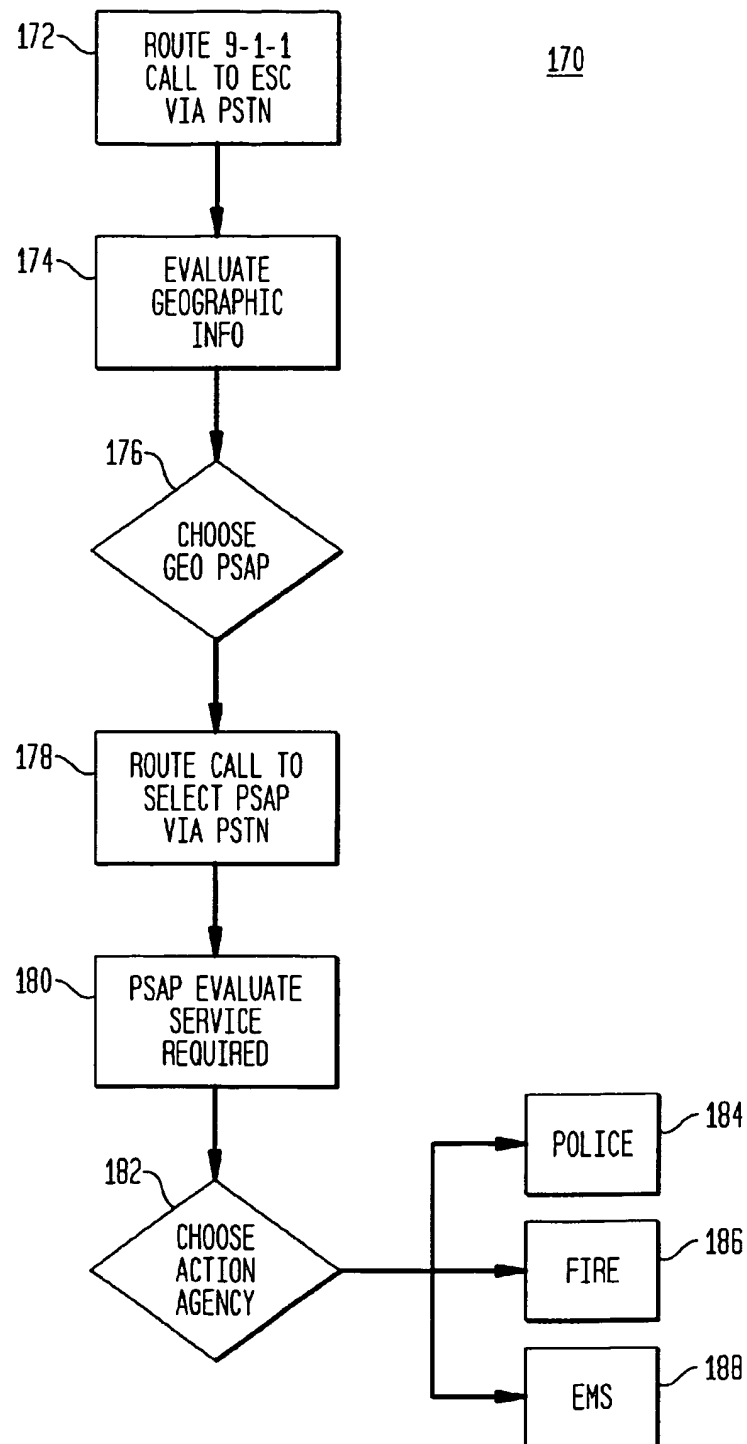 172
ROUTE 9-1-1
CALL TO ESC
VIA PSTN
170
174
EVALUATE
GEOGRAPHIC
INFO
176
CHOOSE
GEO PSAP
178
ROUTE CALL TO
SELECT PSAP
VIA PSTN
180
PSAP EVALUATE
SERVICE
REQUIRED
182
CHOOSE
ACTION
AGENCY
POLICE
184
FIRE
186
EMS
188